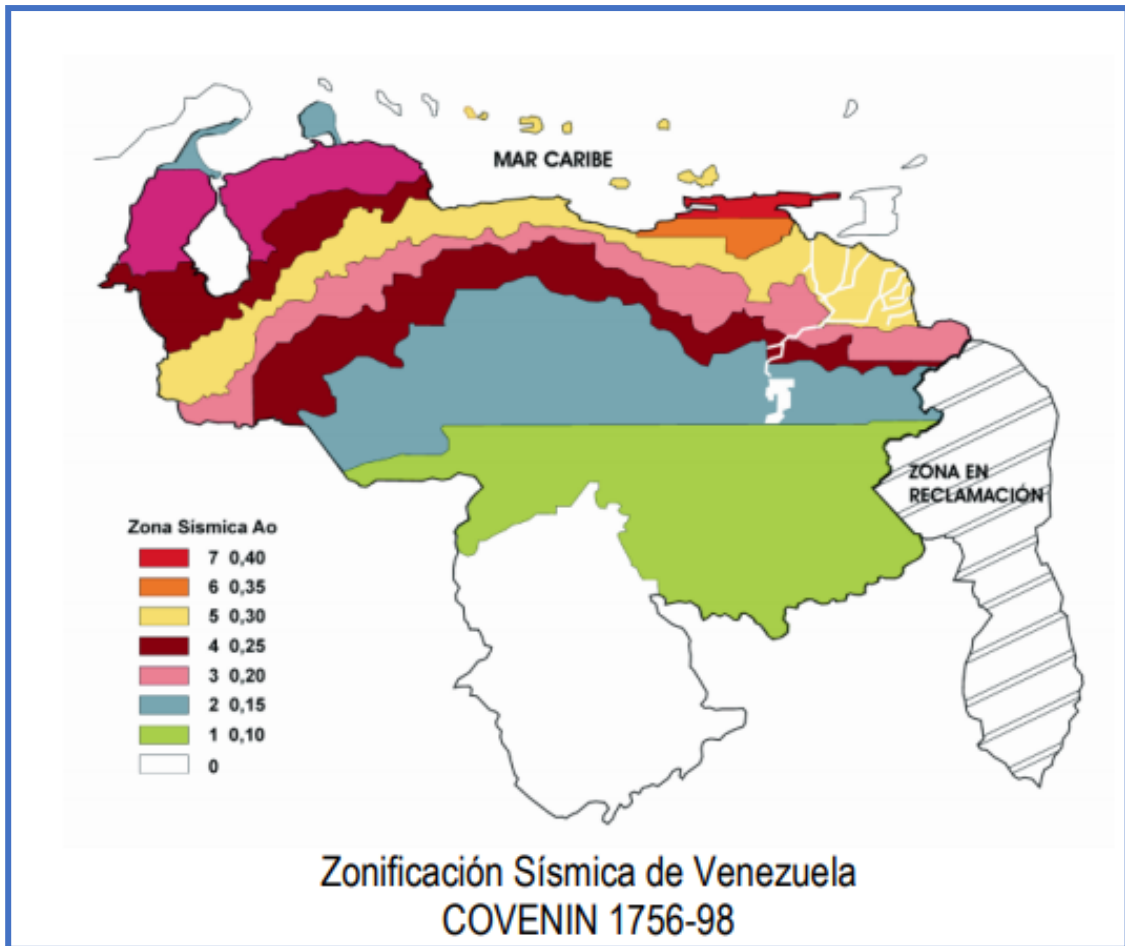 MAR CARIBE
ZONA EN
RECLAMACIÓN
Zona Sísmica Ao
7 0,40
6 0,35
5 0,30
4 0,25
3 0,20
2 0,15
1 0,10
0
Zonificación Sísmica de Venezuela
COVENIN 1756-98